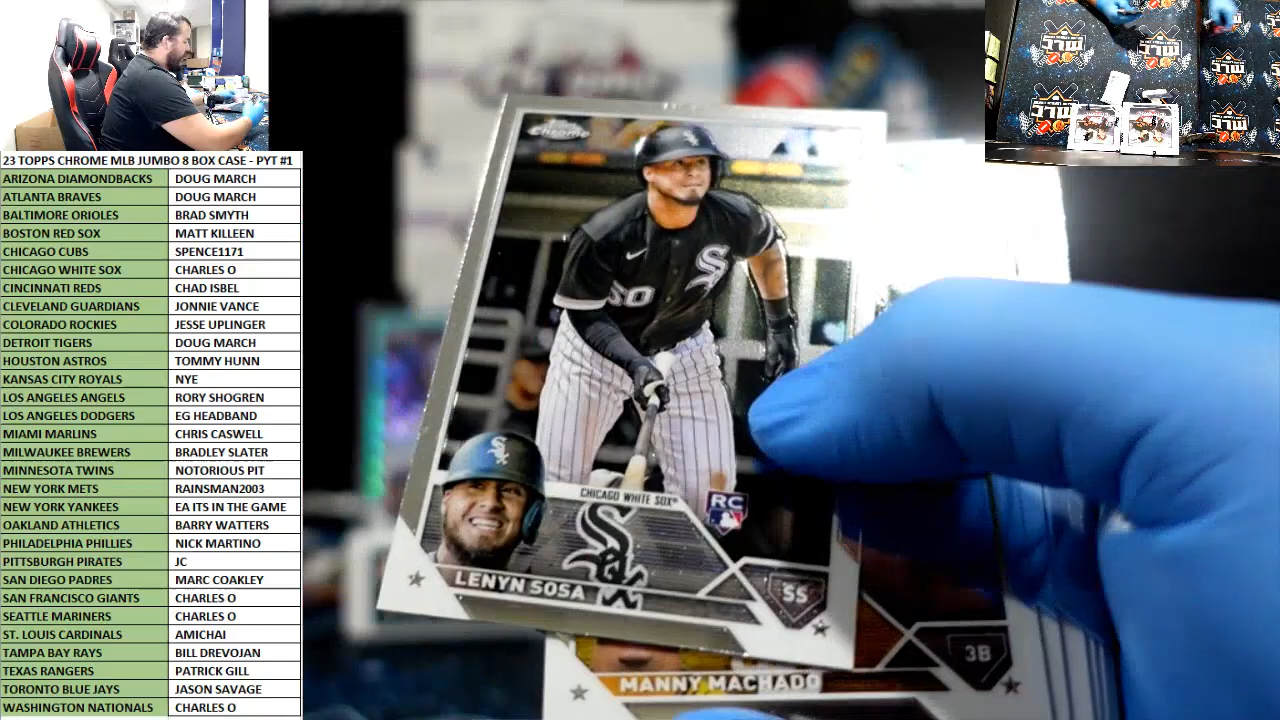 23 TOPPS CHROME MLB JUMBO 8 BOX CASE - PYT #1
ARIZONA DIAMONDBACKS DOUG MARCH
ATLANTA BRAVES DOUG MARCH
BALTIMORE ORIOLES BRAD SMYTH
BOSTON RED SOX MATT KILLEEN
CHICAGO CUBS SPENCE1171
CHICAGO WHITE SOX CHARLES O
CINCINNATI REDS CHAD ISBEL
CLEVELAND GUARDIANS JONNIE VANCE
COLORADO ROCKIES JESSE UPLINGER
DETROIT TIGERS DOUG MARCH
HOUSTON ASTROS TOMMY HUNN
KANSAS CITY ROYALS NYE
LOS ANGELES ANGELS RORY SHOGREN
LOS ANGELES DODGERS EG HEADBAND
MIAMI MARLINS CHRIS CASWELL
MILWAUKEE BREWERS BRADLEY SLATER
MINNESOTA TWINS NOTORIOUS PIT
NEW YORK METS RAINSMAN2003
NEW YORK YANKEES EA ITS IN THE GAME
OAKLAND ATHLETICS BARRY WATTERS
PHILADELPHIA PHILLIES NICK MARTINO
PITTSBURGH PIRATES JC
SAN DIEGO PADRES MARC COAKLEY
SAN FRANCISCO GIANTS CHARLES O
SEATTLE MARINERS CHARLES O
ST. LOUIS CARDINALS AMICHAI
TAMPA BAY RAYS BILL DREVOJAN
TEXAS RANGERS PATRICK GILL
TORONTO BLUE JAYS JASON SAVAGE
WASHINGTON NATIONALS CHARLES O
Topps
Chrome
Sox
50
CHICAGO WHITE SOX
RC
Sox
LENYN SOSA
SS
3B
MANNY MACHADO